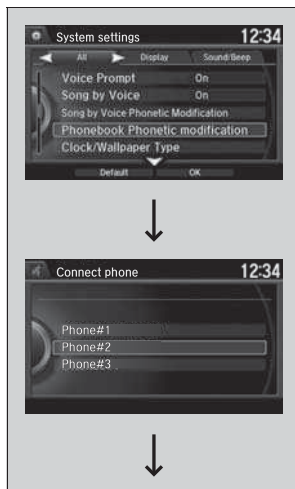 System settings 12:34
All Display Sound/Beep
Voice Prompt On
Song by Voice On
Song by Voice Phonetic Modification
Phonebook Phonetic modification
Clock/Wallpaper Type
Default OK
Connect phone 12:34
Phone#1
Phone#2
Phone#3